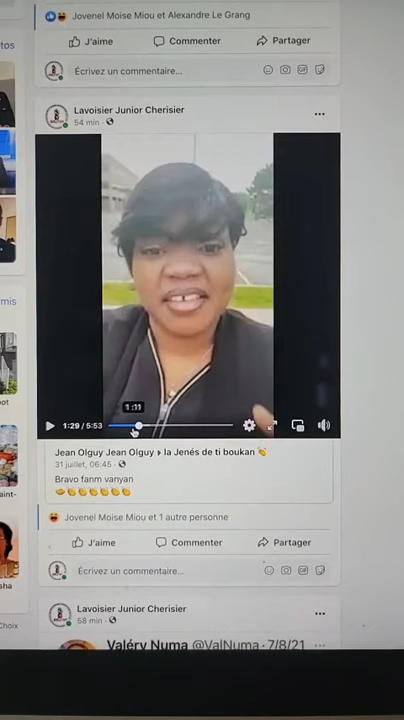 Jovenel Moise Miou et Alexandre Le Grang
J'aime
Commenter
Partager
tos
Écrivez un commentaire...
Lavoisier Junior Cherisier
54 min ·
1:11
1:29 / 5:53
mis
Jean Olguy Jean Olguy ▸ la Jenés de ti boukan 👏
31 juillet, 06:45 ·
Bravo fanm vanyan
Jovenel Moise Miou et 1 autre personne
J'aime
Commenter
Partager
Écrivez un commentaire...
Lavoisier Junior Cherisier
58 min ·
Choix
Valéry Numa @ValNuma · 7/8/21